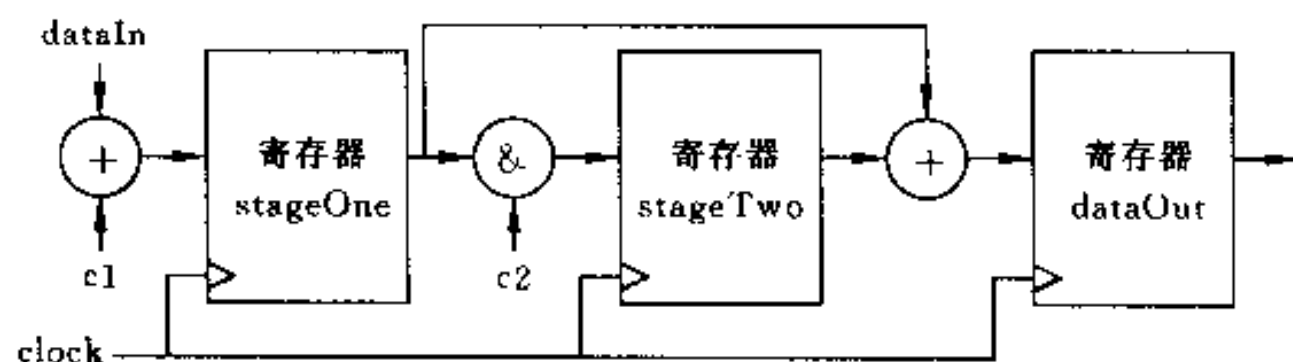 dataIn
+
c1
寄存器
stageOne
&
c2
寄存器
stageTwo
+
寄存器
dataOut
clock